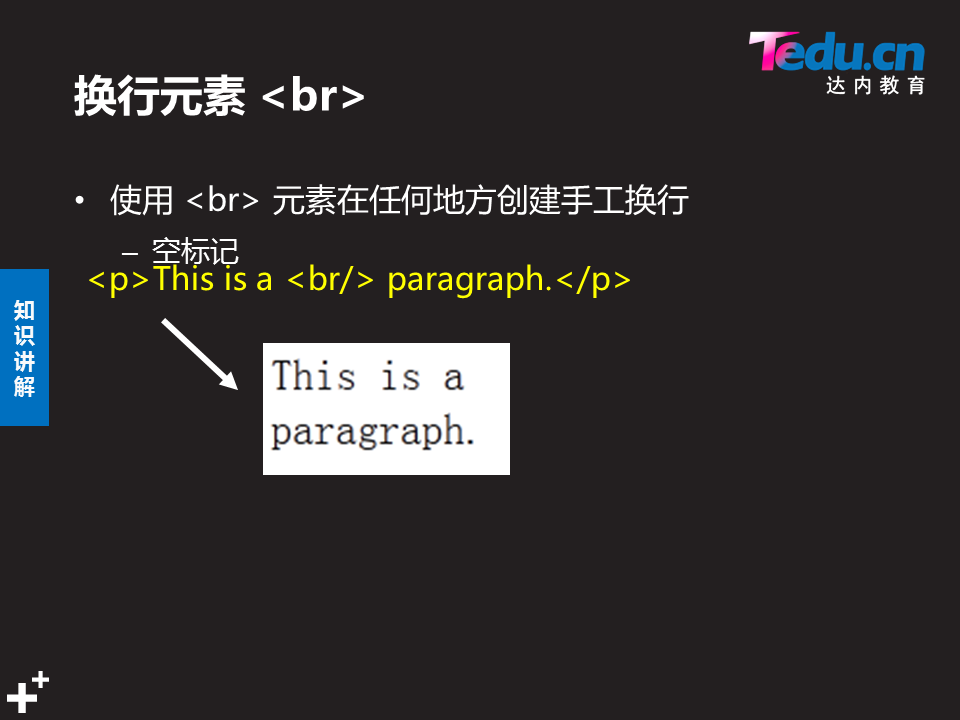 Tedu.cn
达内教育
换行元素 <br>
• 使用 <br> 元素在任何地方创建手工换行
– 空标记
<p>This is a <br/> paragraph.</p>
知识讲解
This is a
paragraph.